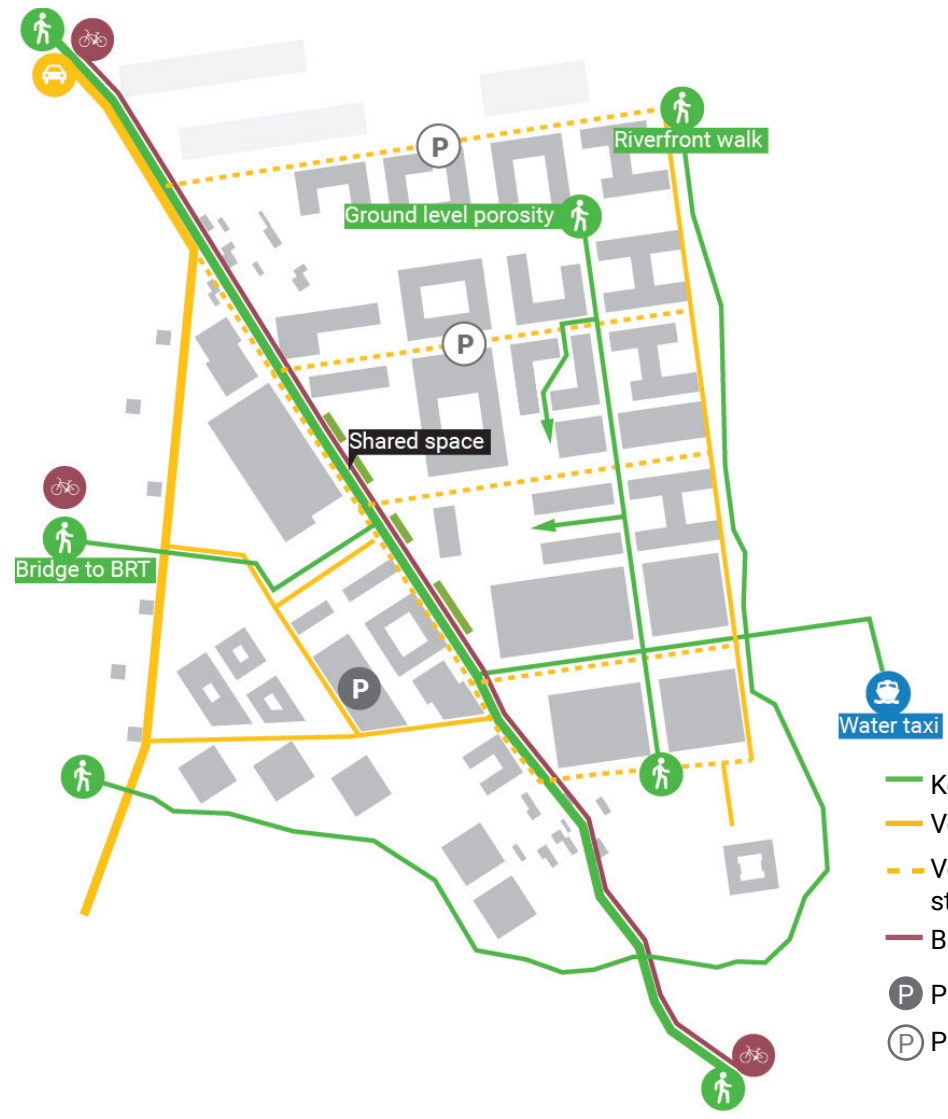 P
Riverfront walk
Ground level porosity
P
Shared space
Bridge to BRT
P
Water taxi
P P
P P